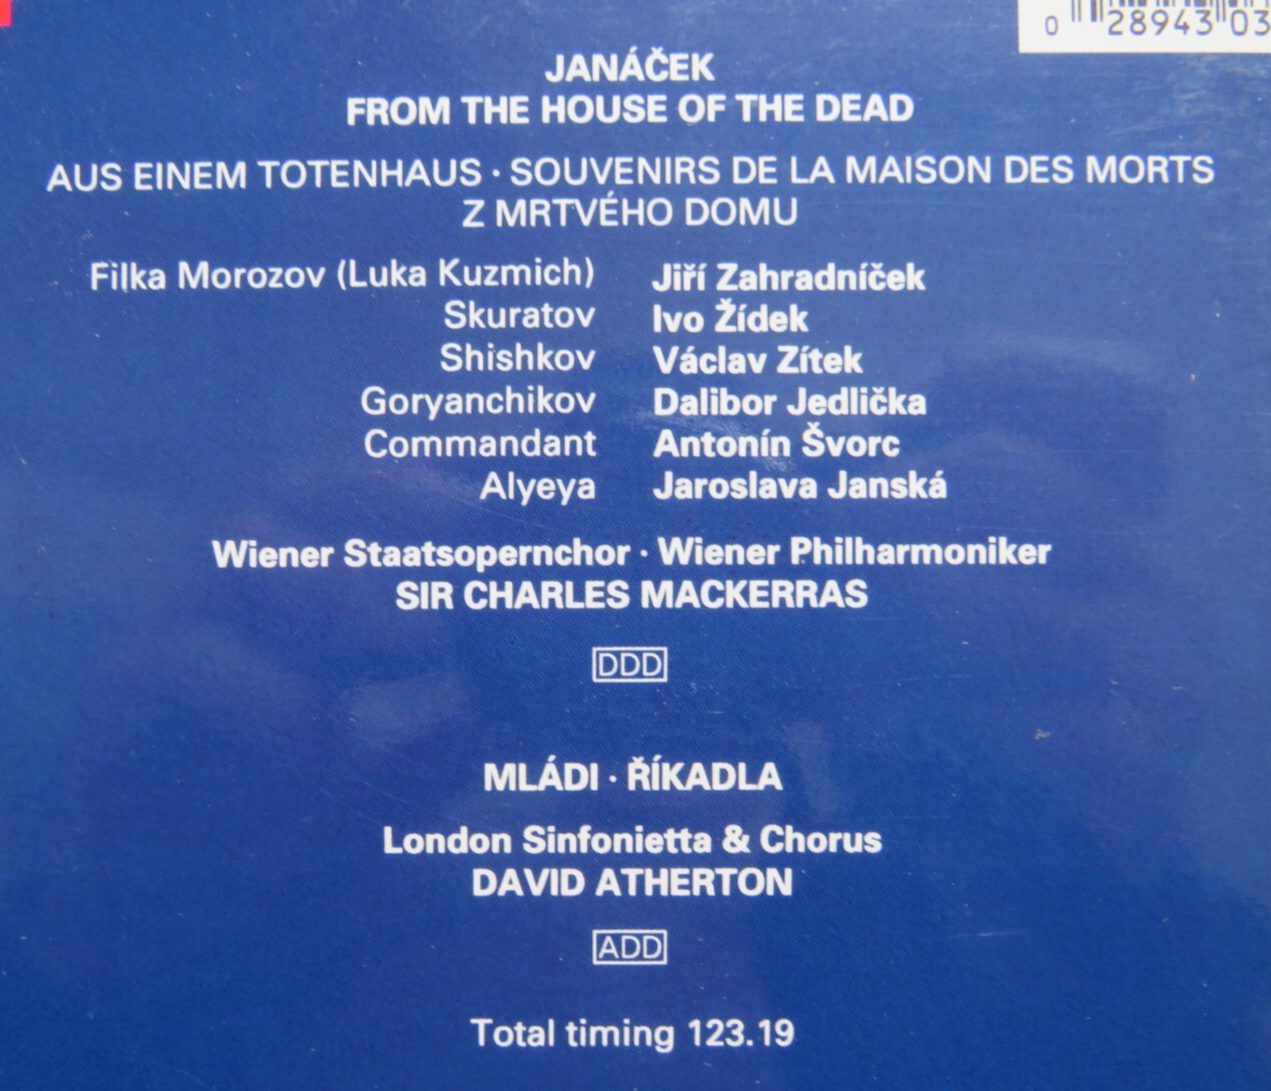 0 28943 03
JANÁČEK
FROM THE HOUSE OF THE DEAD
AUS EINEM TOTENHAUS · SOUVENIRS DE LA MAISON DES MORTS
Z MRTVÉHO DOMU
Filka Morozov (Luka Kuzmich) Jiří Zahradníček
Skuratov Ivo Žídek
Shishkov Václav Zítek
Goryanchikov Dalibor Jedlička
Commandant Antonín Švorc
Alyeya Jaroslava Janská
Wiener Staatsopernchor · Wiener Philharmoniker
SIR CHARLES MACKERRAS
DDD
MLÁDI · ŘÍKADLA
London Sinfonietta & Chorus
DAVID ATHERTON
ADD
Total timing 123.19